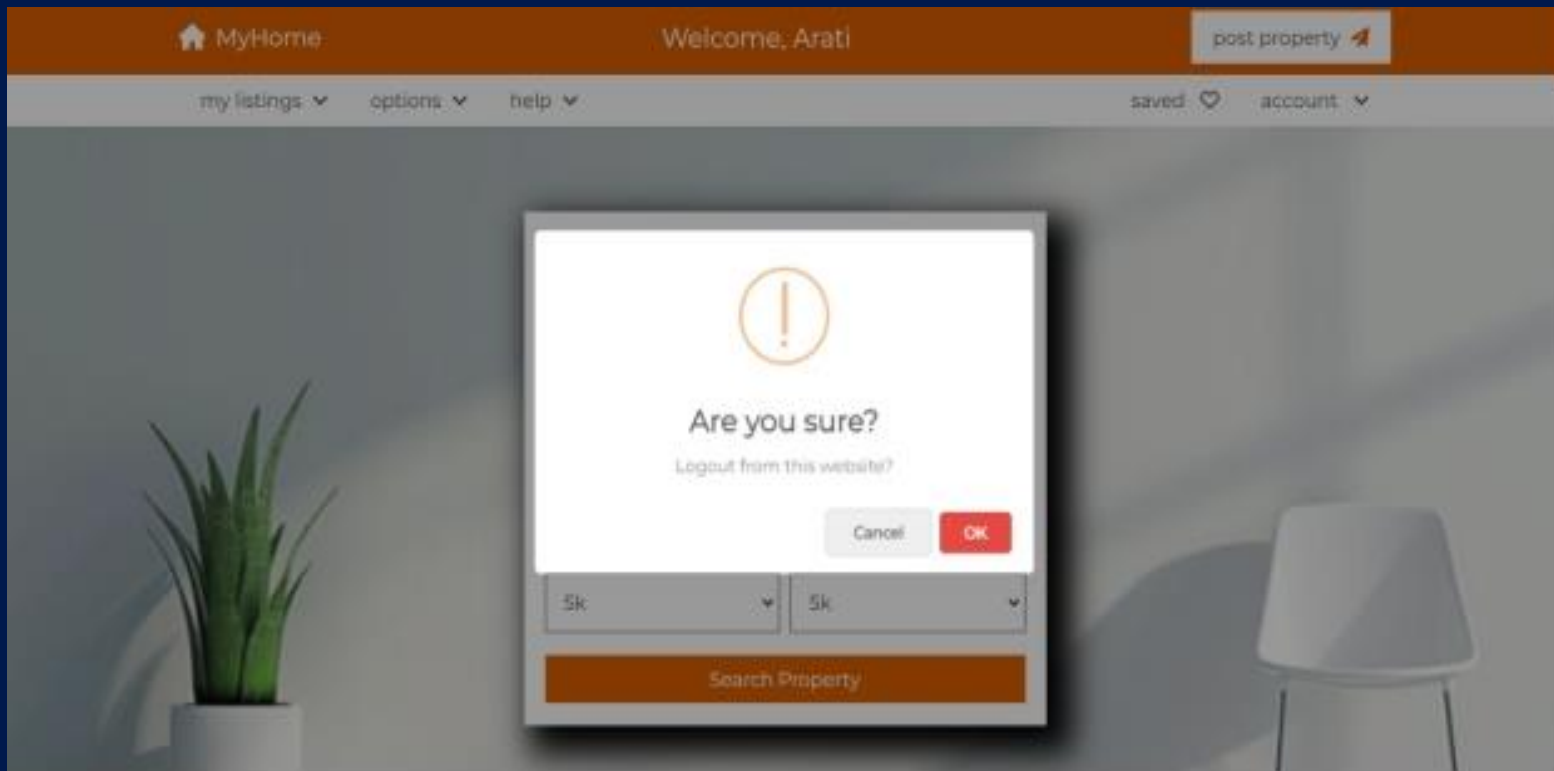 MyHome
Welcome, Arati
post property
my listings
options
help
saved
account
Are you sure?
Logout from this website?
Cancel
OK
5k
5k
Search Property